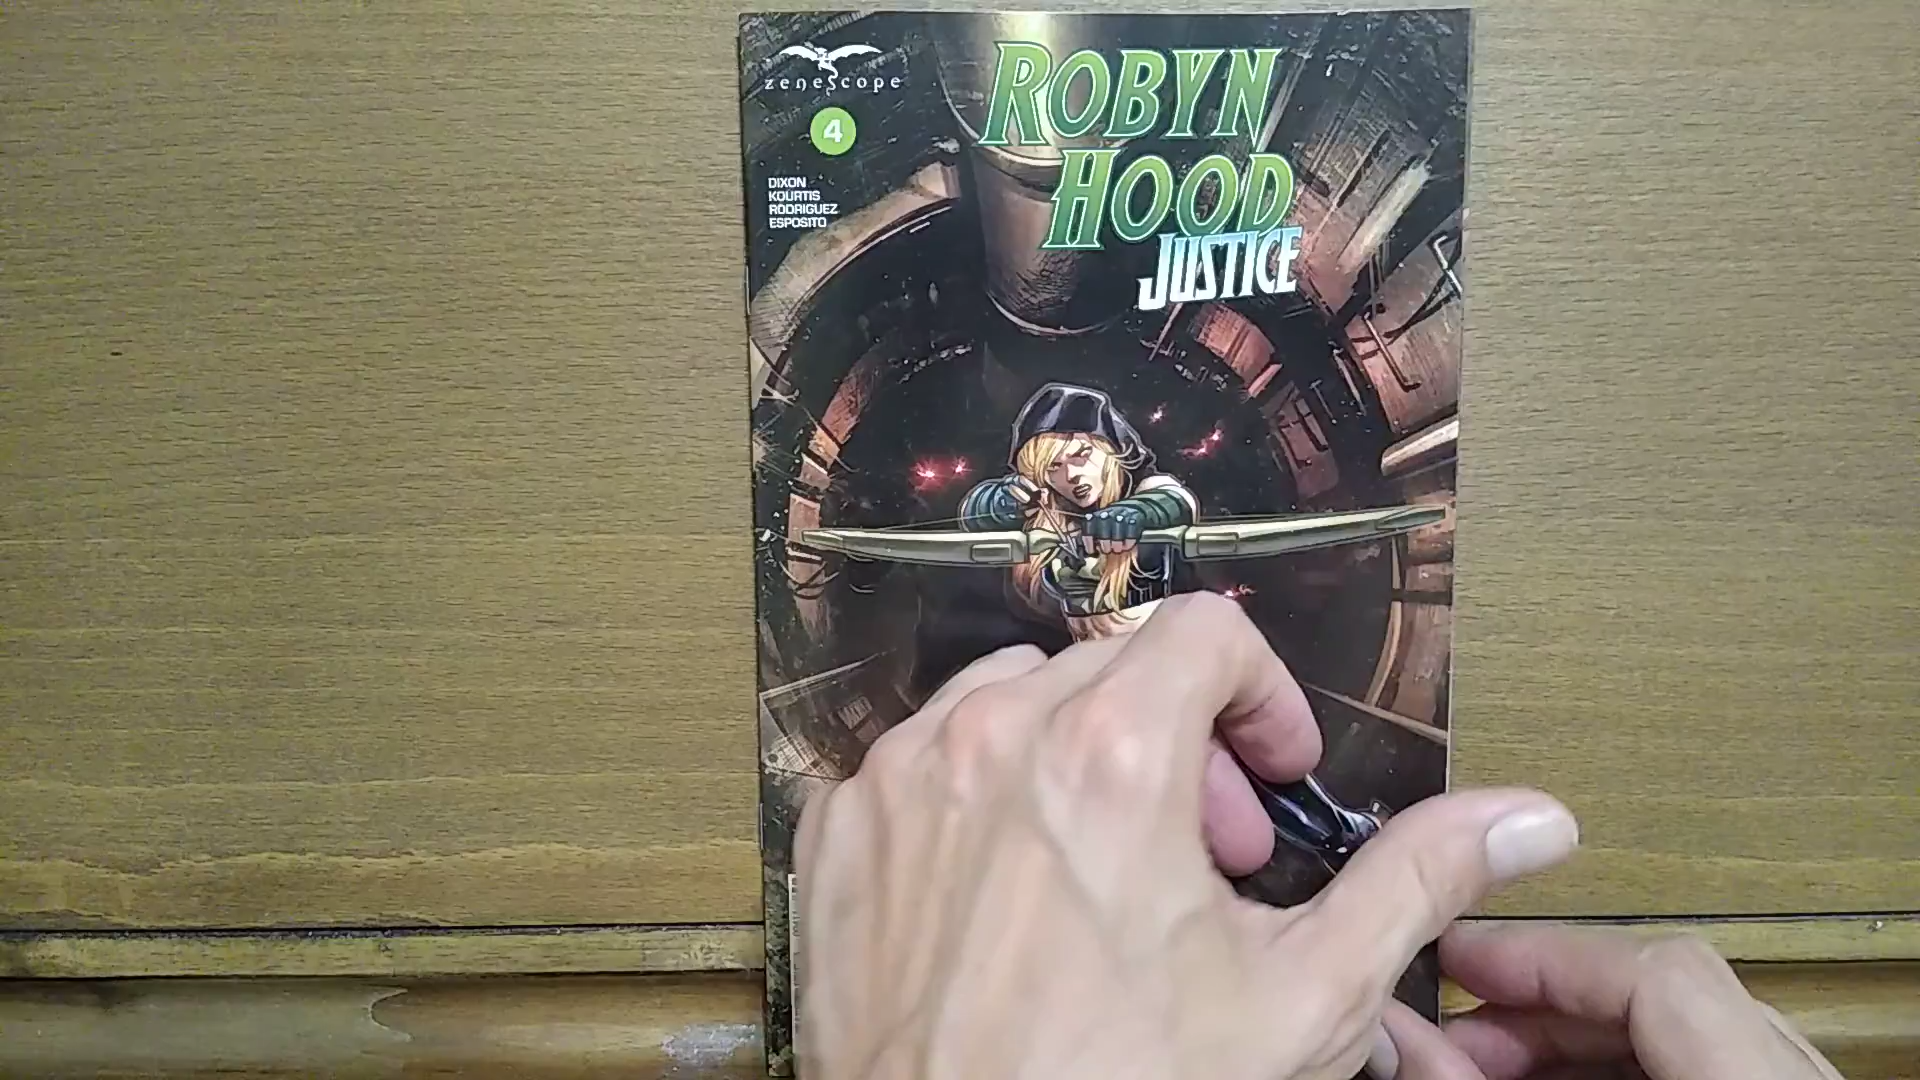 zenescope
4
DIXON
KOURTIS
RODRIGUEZ
ESPOSITO
ROBYN
HOOD
JUSTICE